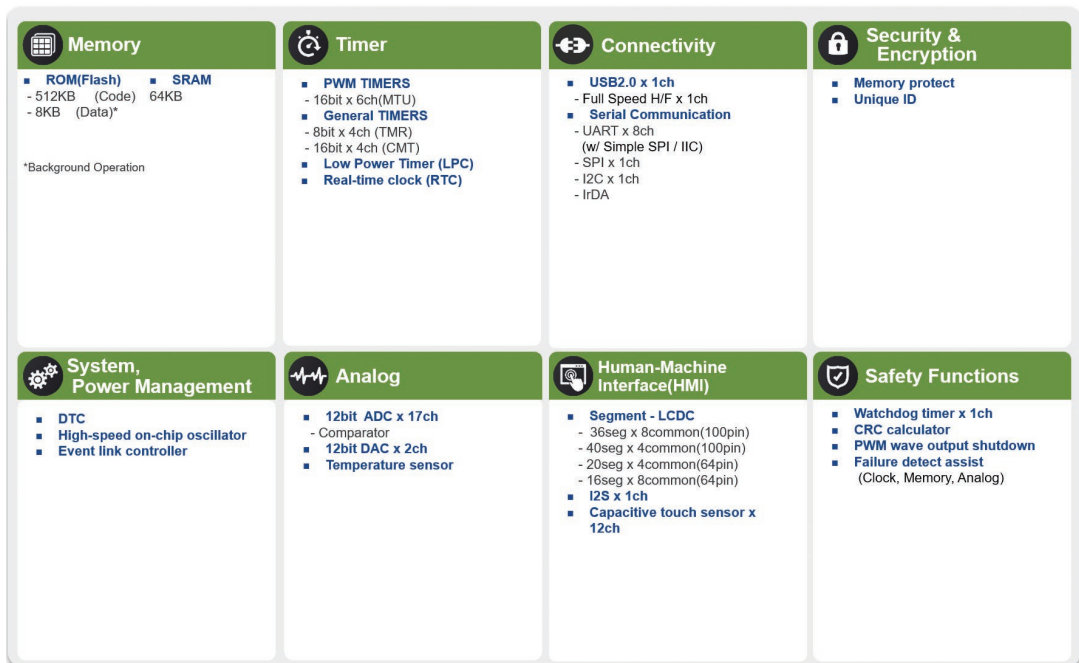 Memory
■ ROM(Flash) ■ SRAM
- 512KB (Code) 64KB
- 8KB (Data)*
*Background Operation
Timer
■ PWM TIMERS
- 16bit x 6ch(MTU)
■ General TIMERS
- 8bit x 4ch (TMR)
- 16bit x 4ch (CMT)
■ Low Power Timer (LPC)
■ Real-time clock (RTC)
Connectivity
■ USB2.0 x 1ch
- Full Speed H/F x 1ch
■ Serial Communication
- UART x 8ch
(w/ Simple SPI / IIC)
- SPI x 1ch
- I2C x 1ch
- IrDA
Security &
Encryption
■ Memory protect
■ Unique ID
System,
Power Management
■ DTC
■ High-speed on-chip oscillator
■ Event link controller
Analog
■ 12bit ADC x 17ch
- Comparator
■ 12bit DAC x 2ch
■ Temperature sensor
Human-Machine
Interface(HMI)
■ Segment - LCDC
- 36seg x 8common(100pin)
- 40seg x 4common(100pin)
- 20seg x 4common(64pin)
- 16seg x 8common(64pin)
■ I2S x 1ch
■ Capacitive touch sensor x
12ch
Safety Functions
■ Watchdog timer x 1ch
■ CRC calculator
■ PWM wave output shutdown
■ Failure detect assist
(Clock, Memory, Analog)